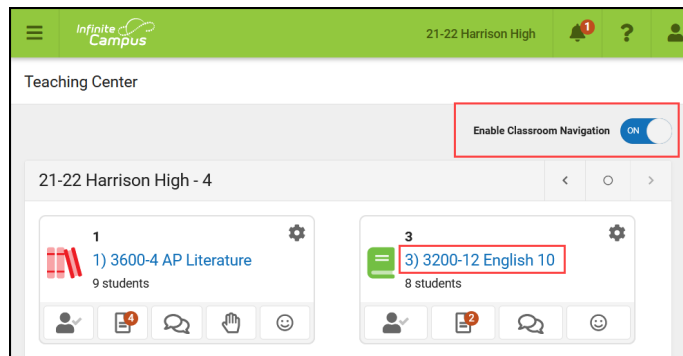 Infinite
Campus
21-22 Harrison High
1
?
Teaching Center
Enable Classroom Navigation
ON
21-22 Harrison High - 4
1
1) 3600-4 AP Literature
9 students
4
3
3) 3200-12 English 10
8 students
2